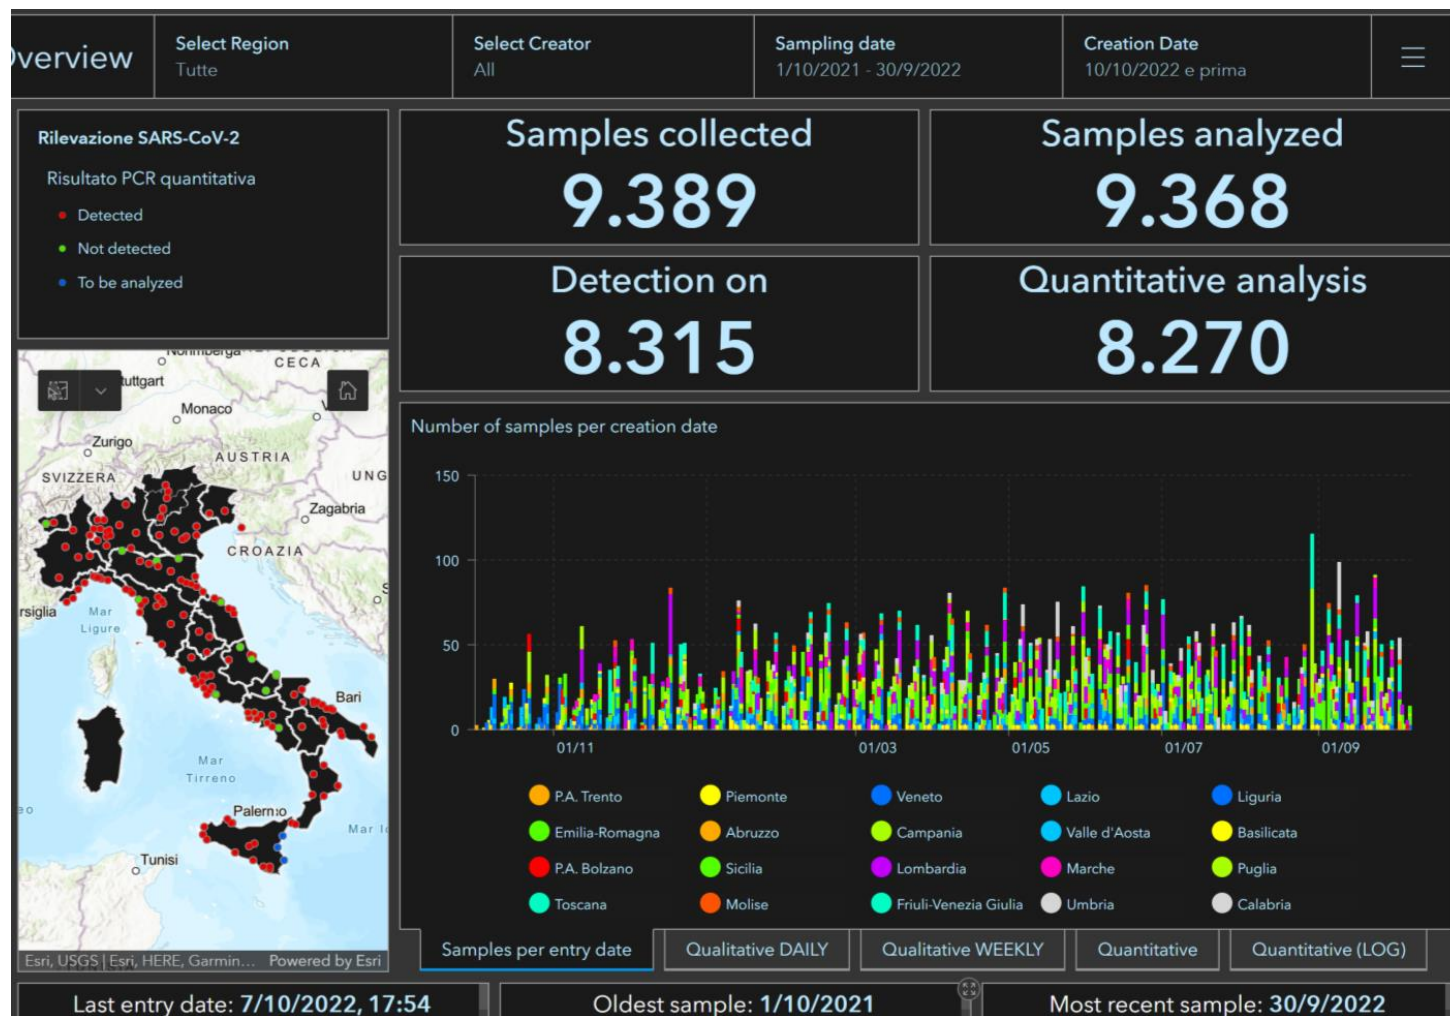 Overview
Select Region
Tutte
Select Creator
All
Sampling date
1/10/2021 - 30/9/2022
Creation Date
10/10/2022 e prima
Rilevazione SARS-CoV-2
Risultato PCR quantitativa
Detected
Not detected
To be analyzed
Samples collected
9.389
Samples analyzed
9.368
Detection on
8.315
Quantitative analysis
8.270
CECA
Monaco
Zurigo
AUSTRIA
SVIZZERA
UNG
Zagabria
CROAZIA
rsiglia
Mar
Ligure
Bari
Mar
Tirreno
Palermo
Tunisi
Esri, USGS | Esri, HERE, Garmin... Powered by Esri
Number of samples per creation date
150
100
50
0
01/11
01/03
01/05
01/07
01/09
P.A. Trento
Piemonte
Veneto
Lazio
Liguria
Emilia-Romagna
Abruzzo
Campania
Valle d'Aosta
Basilicata
P.A. Bolzano
Sicilia
Lombardia
Marche
Puglia
Toscana
Molise
Friuli-Venezia Giulia
Umbria
Calabria
Samples per entry date
Qualitative DAILY
Qualitative WEEKLY
Quantitative
Quantitative (LOG)
Last entry date: 7/10/2022, 17:54
Oldest sample: 1/10/2021
Most recent sample: 30/9/2022